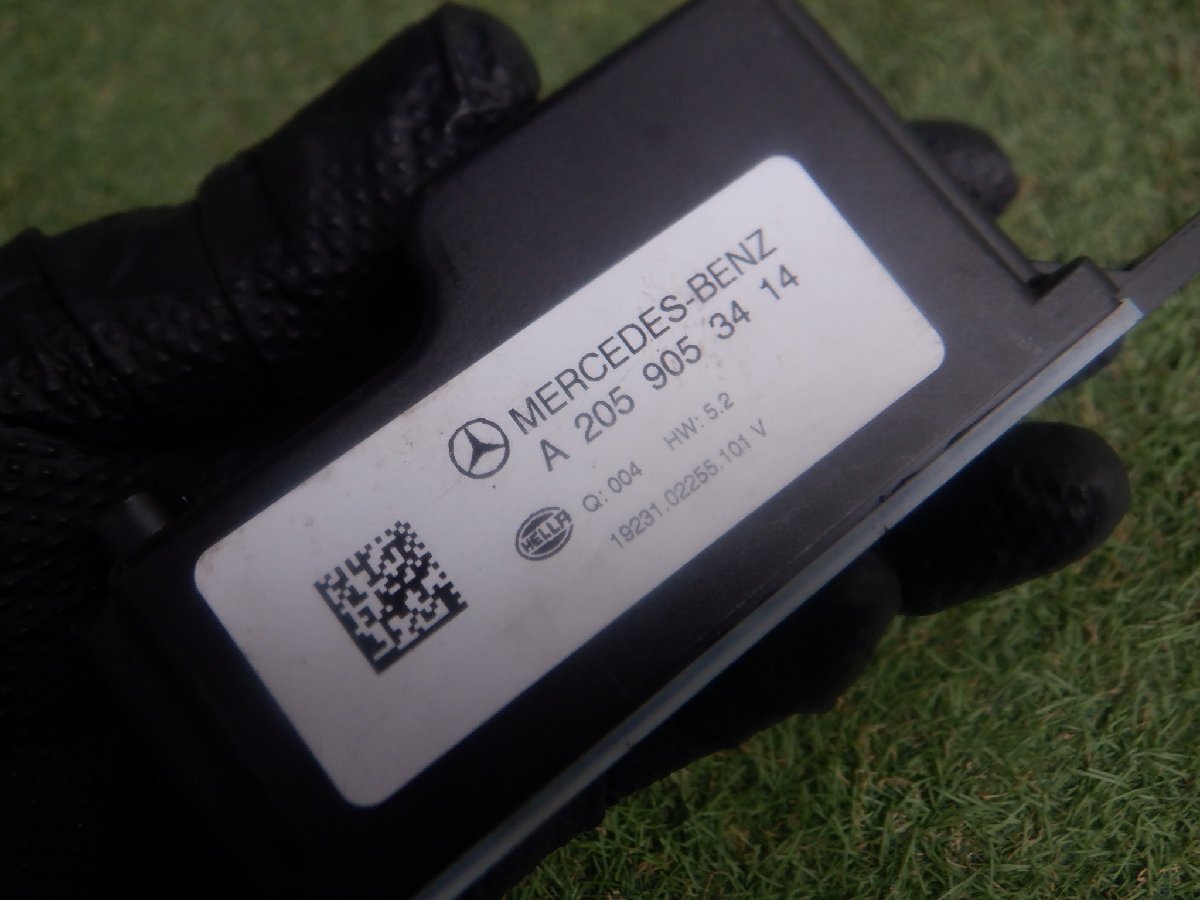 MERCEDES-BENZ
A 205 905 34 14
HELLA
Q: 004 HW: 5.2
19231.02255.101 V